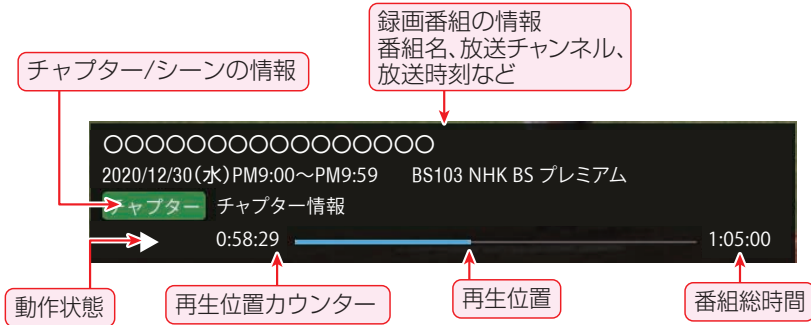 録画番組の情報
番組名、放送チャンネル、
放送時刻など
チャプター/シーンの情報
○○○○○○○○○○○○○○○○
2020/12/30(水)PM9:00～PM9:59 BS103 NHK BS プレミアム
チャプター チャプター情報
0:58:29 1:05:00
動作状態 再生位置カウンター 再生位置 番組総時間